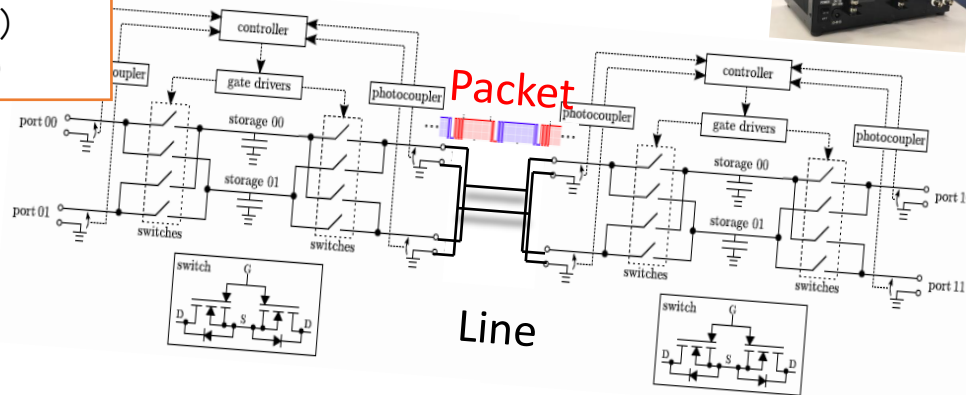 )
controller
gate drivers
photocoupler
port 00
storage 00
storage 01
port 01
switches
switches
switch
G
D
S
D
Packet
...
...
Line
controller
photocoupler
gate drivers
photocoupler
storage 00
storage 01
port 1
port 11
switches
switches
switch
G
D
S
D